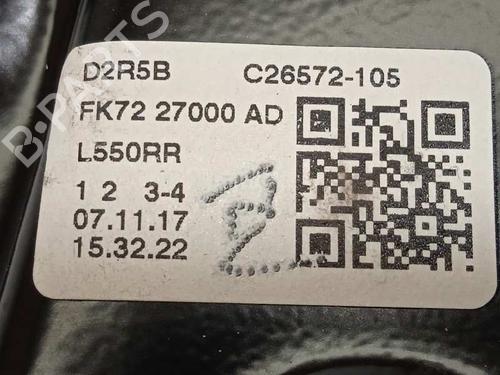 D2R5B C26572-105
FK72 27000 AD
L550RR
1 2 3-4
07.11.17
15.32.22
B-PARTS